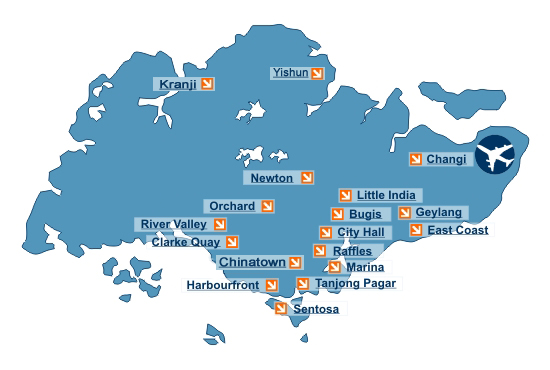 Yishun
Kranji
Changi
Newton
Little India
Orchard
Bugis
Geylang
River Valley
City Hall
East Coast
Clarke Quay
Raffles
Chinatown
Marina
Harbourfront
Tanjong Pagar
Sentosa